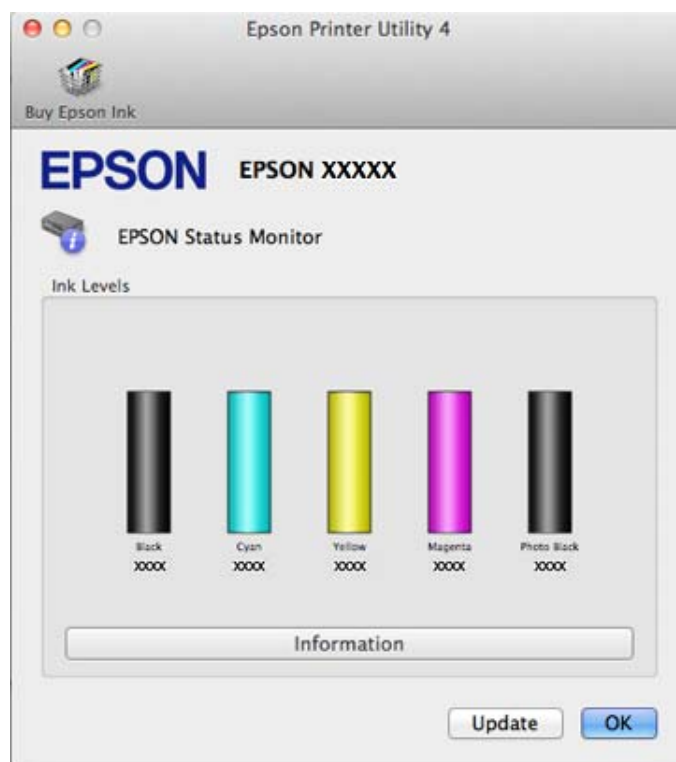 Epson Printer Utility 4
Buy Epson Ink
EPSON EPSON XXXXX
EPSON Status Monitor
Ink Levels
Black Cyan Yellow Magenta Photo Black
XXXX XXXX XXXX XXXX XXXX
Information
Update OK